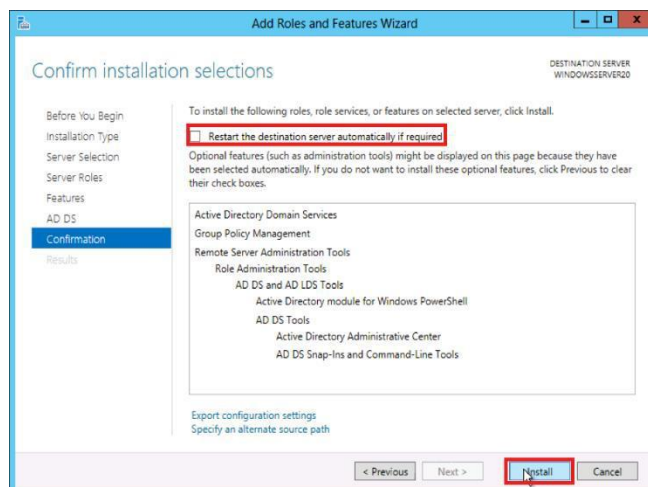 Add Roles and Features Wizard
Confirm installation selections
DESTINATION SERVER
WINDOWSSERVER20
Before You Begin
Installation Type
Server Selection
Server Roles
Features
AD DS
Confirmation
Results
To install the following roles, role services, or features on selected server, click Install.
Restart the destination server automatically if required
Optional features (such as administration tools) might be displayed on this page because they have
been selected automatically. If you do not want to install these optional features, click Previous to clear
their check boxes.
Active Directory Domain Services
Group Policy Management
Remote Server Administration Tools
Role Administration Tools
AD DS and AD LDS Tools
Active Directory module for Windows PowerShell
AD DS Tools
Active Directory Administrative Center
AD DS Snap-Ins and Command-Line Tools
Export configuration settings
Specify an alternate source path
< Previous
Next >
Install
Cancel